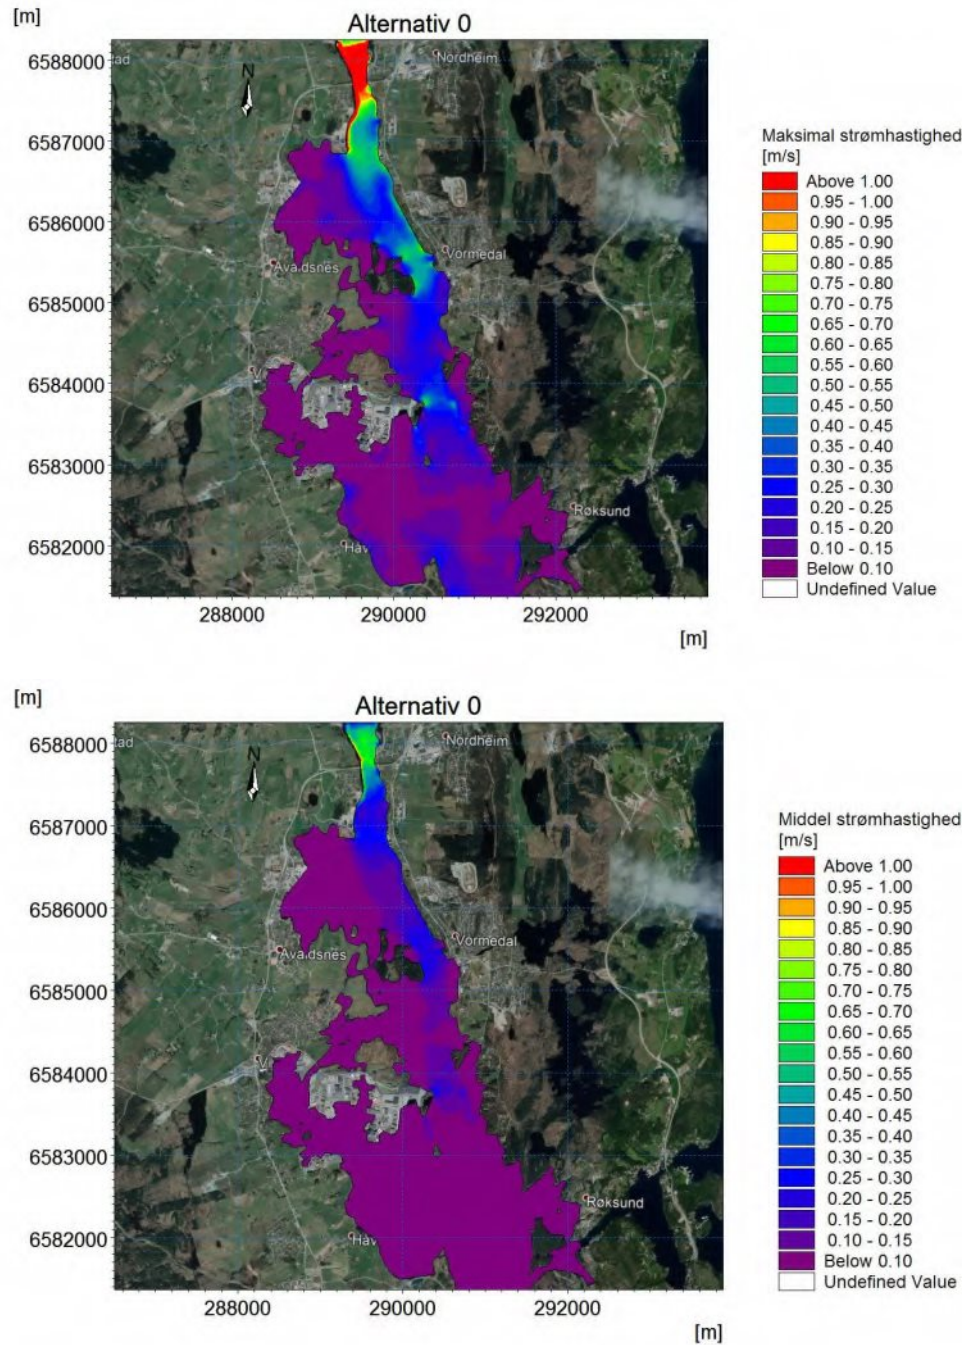 [m]
Alternativ 0
6588000
6587000
6586000
6585000
6584000
6583000
6582000
288000
290000
292000
[m]
N
Nordheim
Avaldsnes
Vormedal
Røksund
Håv
Maksimal strømhastighed
[m/s]
Above 1.00
0.95 - 1.00
0.90 - 0.95
0.85 - 0.90
0.80 - 0.85
0.75 - 0.80
0.70 - 0.75
0.65 - 0.70
0.60 - 0.65
0.55 - 0.60
0.50 - 0.55
0.45 - 0.50
0.40 - 0.45
0.35 - 0.40
0.30 - 0.35
0.25 - 0.30
0.20 - 0.25
0.15 - 0.20
0.10 - 0.15
Below 0.10
Undefined Value
[m]
Alternativ 0
6588000
6587000
6586000
6585000
6584000
6583000
6582000
288000
290000
292000
[m]
N
Nordheim
Avaldsnes
Vormedal
Røksund
Håv
Middel strømhastighed
[m/s]
Above 1.00
0.95 - 1.00
0.90 - 0.95
0.85 - 0.90
0.80 - 0.85
0.75 - 0.80
0.70 - 0.75
0.65 - 0.70
0.60 - 0.65
0.55 - 0.60
0.50 - 0.55
0.45 - 0.50
0.40 - 0.45
0.35 - 0.40
0.30 - 0.35
0.25 - 0.30
0.20 - 0.25
0.15 - 0.20
0.10 - 0.15
Below 0.10
Undefined Value